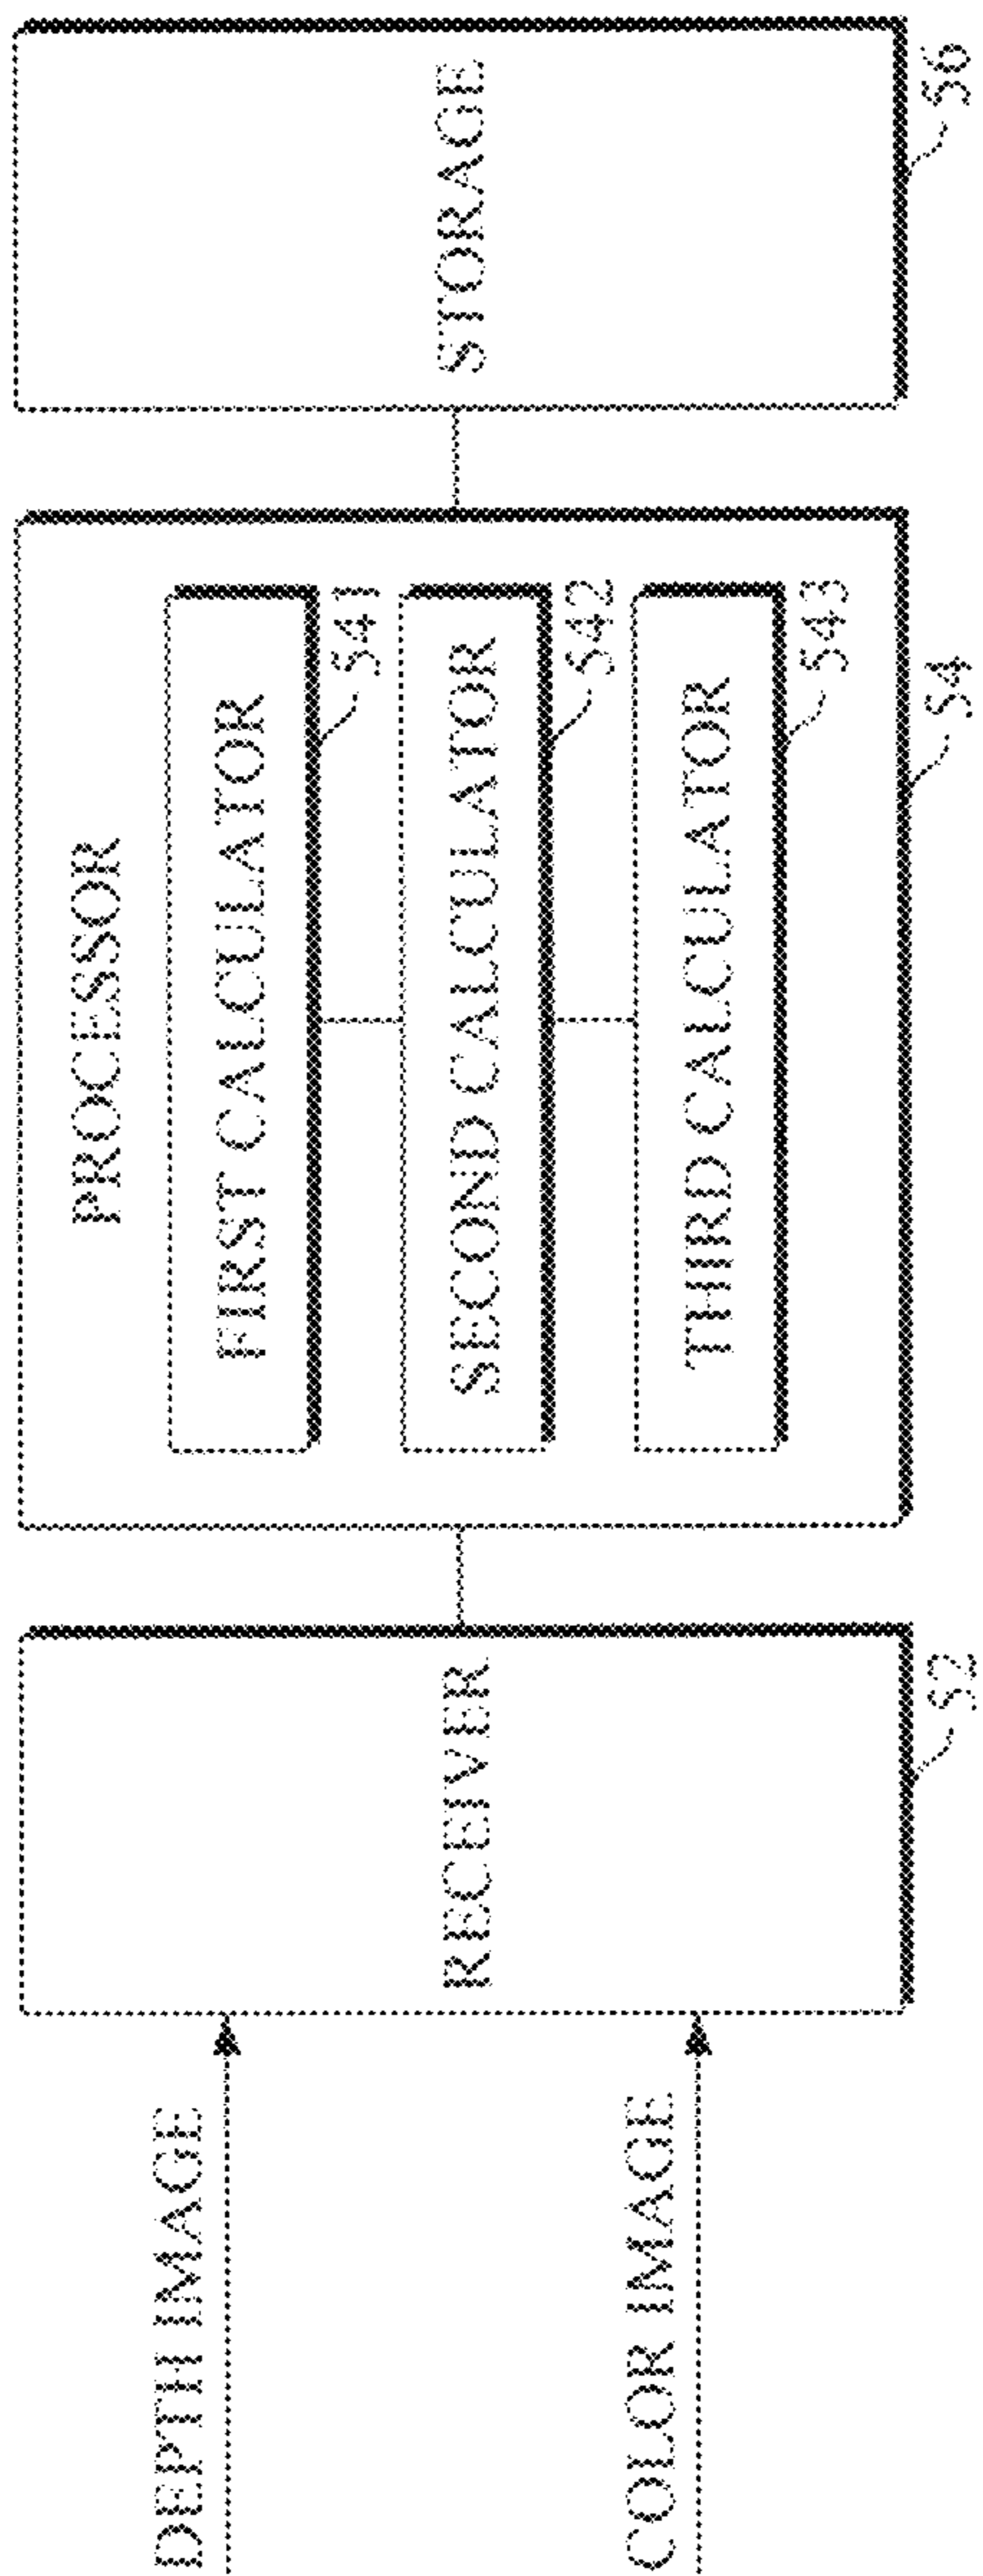 DEPTH IMAGE
COLOR IMAGE
RECEIVER
52
PROCESSOR
FIRST CALCULATOR
541
SECOND CALCULATOR
542
THIRD CALCULATOR
543
54
STORAGE
56